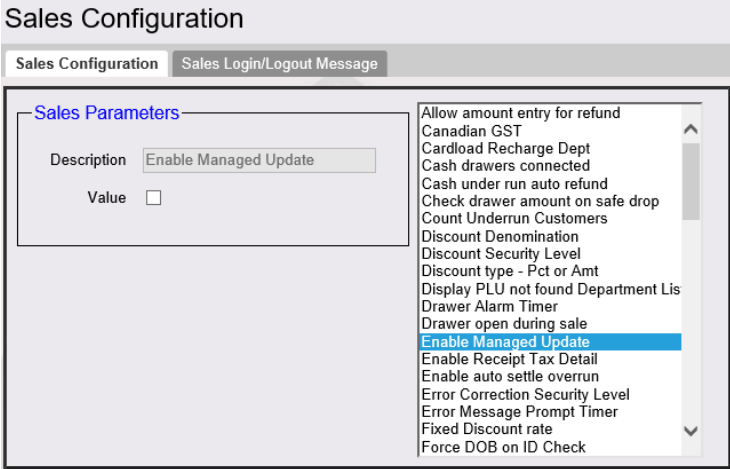 Sales Configuration
Sales Configuration
Sales Login/Logout Message
Sales Parameters
Description
Enable Managed Update
Value
Allow amount entry for refund
Canadian GST
Cardload Recharge Dept
Cash drawers connected
Cash under run auto refund
Check drawer amount on safe drop
Count Underrun Customers
Discount Denomination
Discount Security Level
Discount type - Pct or Amt
Display PLU not found Department Lis
Drawer Alarm Timer
Drawer open during sale
Enable Managed Update
Enable Receipt Tax Detail
Enable auto settle overrun
Error Correction Security Level
Error Message Prompt Timer
Fixed Discount rate
Force DOB on ID Check